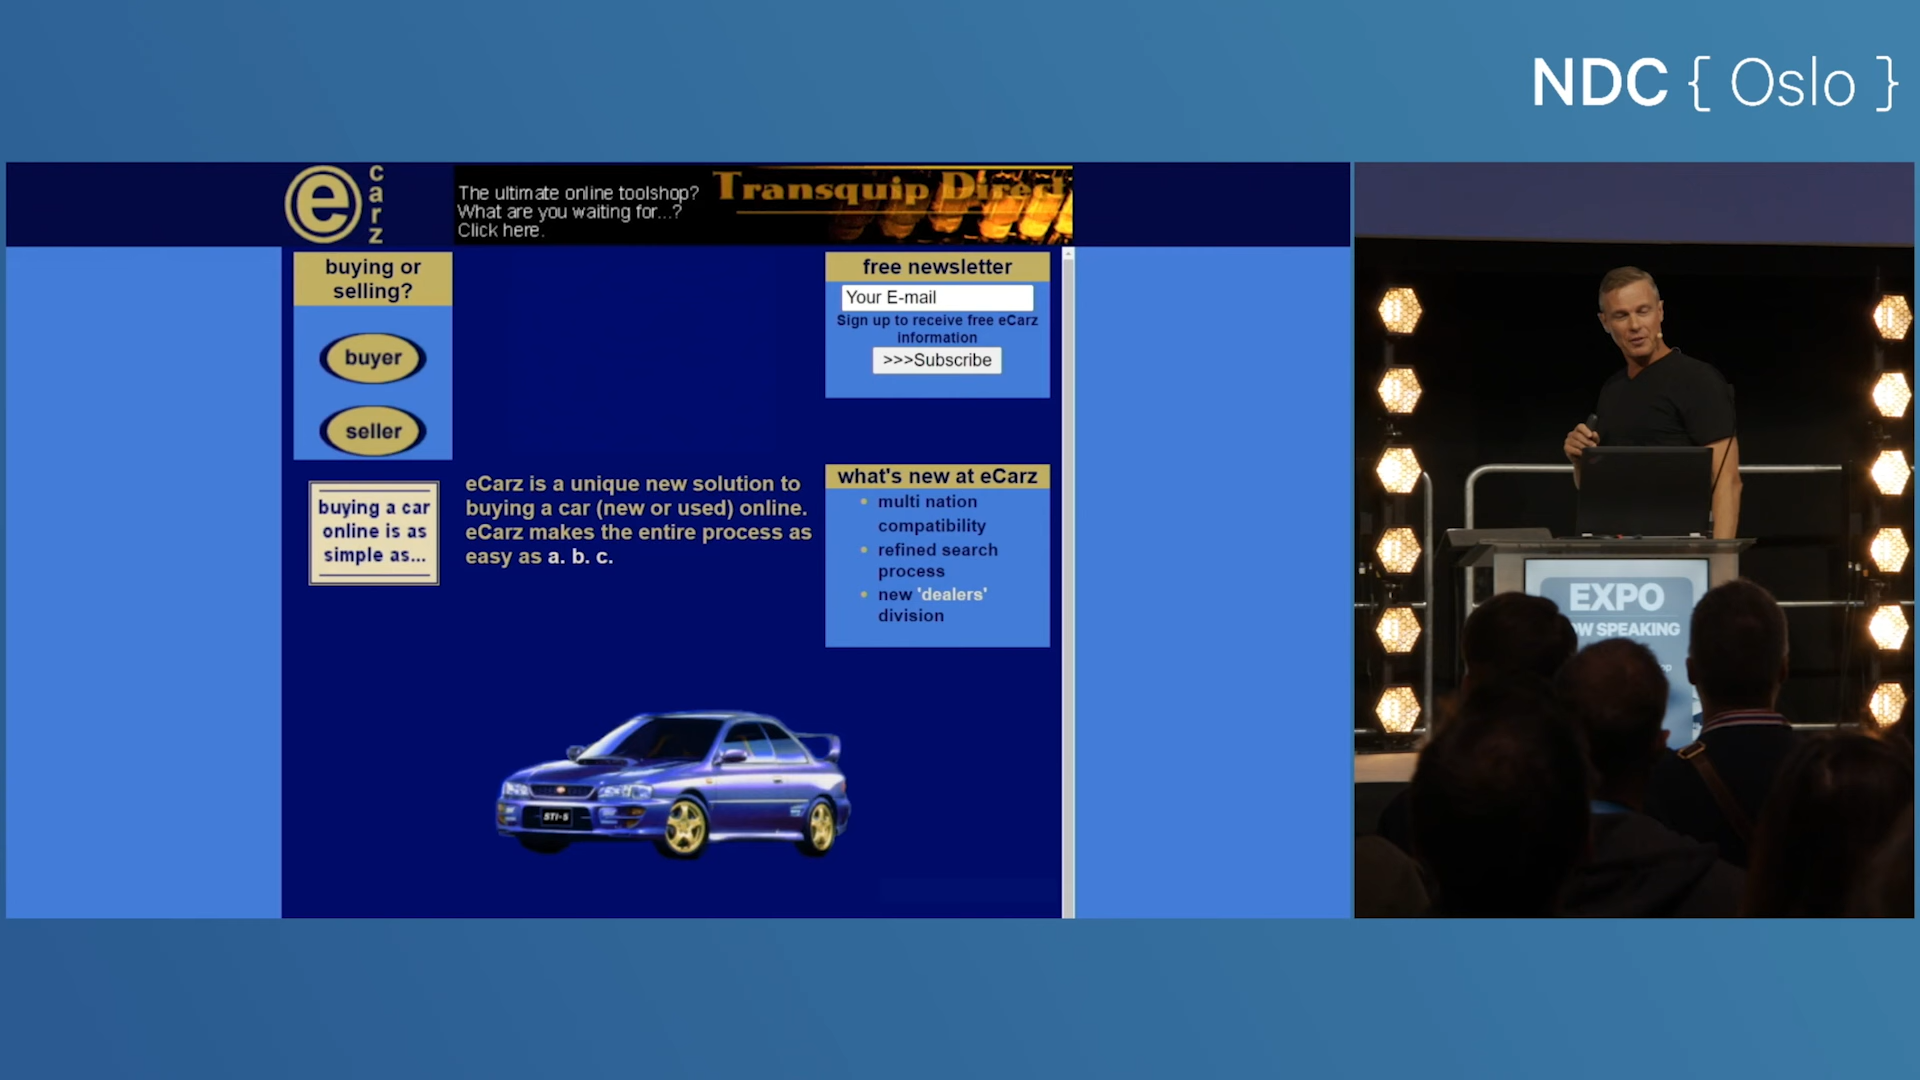 NDC { Oslo }
e
carz
The ultimate online toolshop?
What are you waiting for...?
Click here.
Transquip Direct
buying or
selling?
buyer
seller
buying a car
online is as
simple as...
eCarz is a unique new solution to
buying a car (new or used) online.
eCarz makes the entire process as
easy as a. b. c.
free newsletter
Your E-mail
Sign up to receive free eCarz
information
>>>Subscribe
what's new at eCarz
multi nation
compatibility
refined search
process
new 'dealers'
division
STi-5
EXPO
SPEAKING